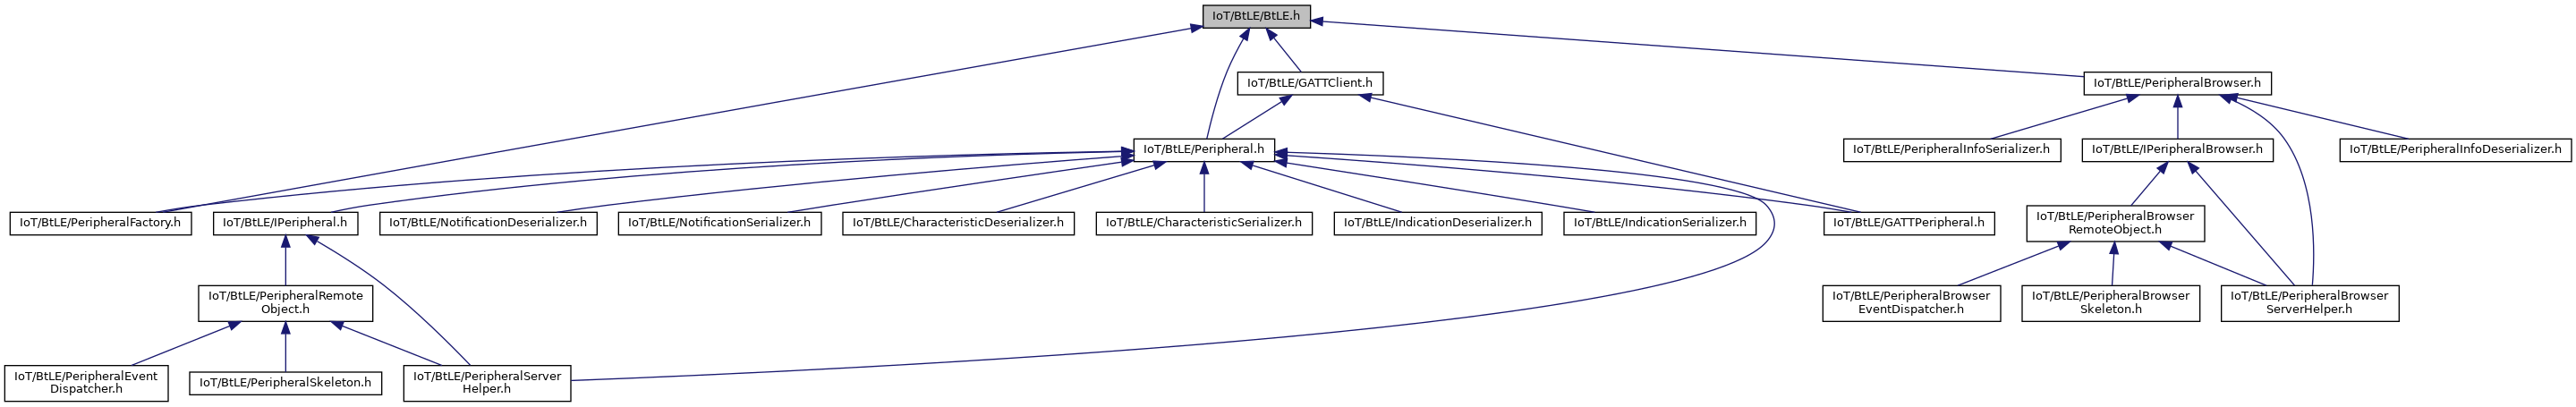 IoT/BtLE/BtLE.h
IoT/BtLE/GATTClient.h
IoT/BtLE/PeripheralBrowser.h
IoT/BtLE/Peripheral.h
IoT/BtLE/PeripheralInfoSerializer.h
IoT/BtLE/IPeripheralBrowser.h
IoT/BtLE/PeripheralInfoDeserializer.h
IoT/BtLE/PeripheralFactory.h
IoT/BtLE/IPeripheral.h
IoT/BtLE/NotificationDeserializer.h
IoT/BtLE/NotificationSerializer.h
IoT/BtLE/CharacteristicDeserializer.h
IoT/BtLE/CharacteristicSerializer.h
IoT/BtLE/IndicationDeserializer.h
IoT/BtLE/IndicationSerializer.h
IoT/BtLE/GATTPeripheral.h
IoT/BtLE/PeripheralBrowser
RemoteObject.h
IoT/BtLE/PeripheralRemote
Object.h
IoT/BtLE/PeripheralBrowser
EventDispatcher.h
IoT/BtLE/PeripheralBrowser
Skeleton.h
IoT/BtLE/PeripheralBrowser
ServerHelper.h
IoT/BtLE/PeripheralEvent
Dispatcher.h
IoT/BtLE/PeripheralSkeleton.h
IoT/BtLE/PeripheralServer
Helper.h